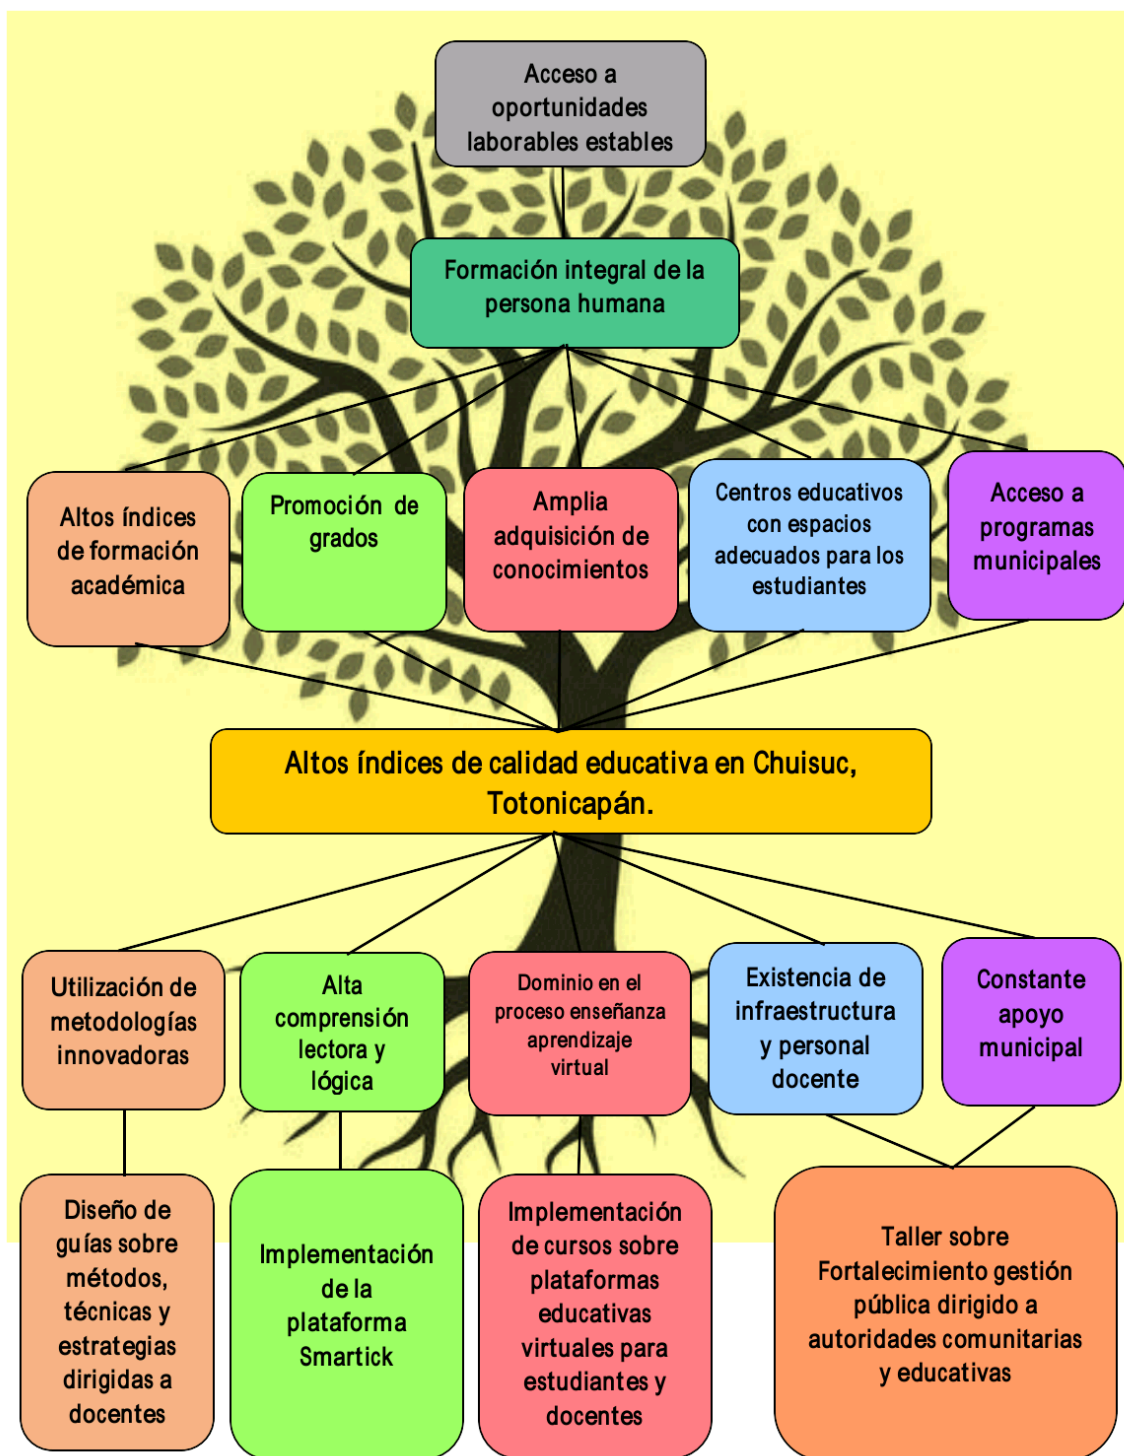 Acceso a
oportunidades
laborables estables
Formación integral de la
persona humana
Altos índices
de formación
académica
Promoción de
grados
Amplia
adquisición de
conocimientos
Centros educativos
con espacios
adecuados para los
estudiantes
Acceso a
programas
municipales
Altos índices de calidad educativa en Chuisuc,
Totonicapán.
Utilización de
metodologías
innovadoras
Alta
comprensión
lectora y
lógica
Dominio en el
proceso enseñanza
aprendizaje
virtual
Existencia de
infraestructura
y personal
docente
Constante
apoyo
municipal
Diseño de
guías sobre
métodos,
técnicas y
estrategias
dirigidas a
docentes
Implementación
de la
plataforma
Smartick
Implementación
de cursos sobre
plataformas
educativas
virtuales para
estudiantes y
docentes
Taller sobre
Fortalecimiento gestión
pública dirigido a
autoridades comunitarias
y educativas